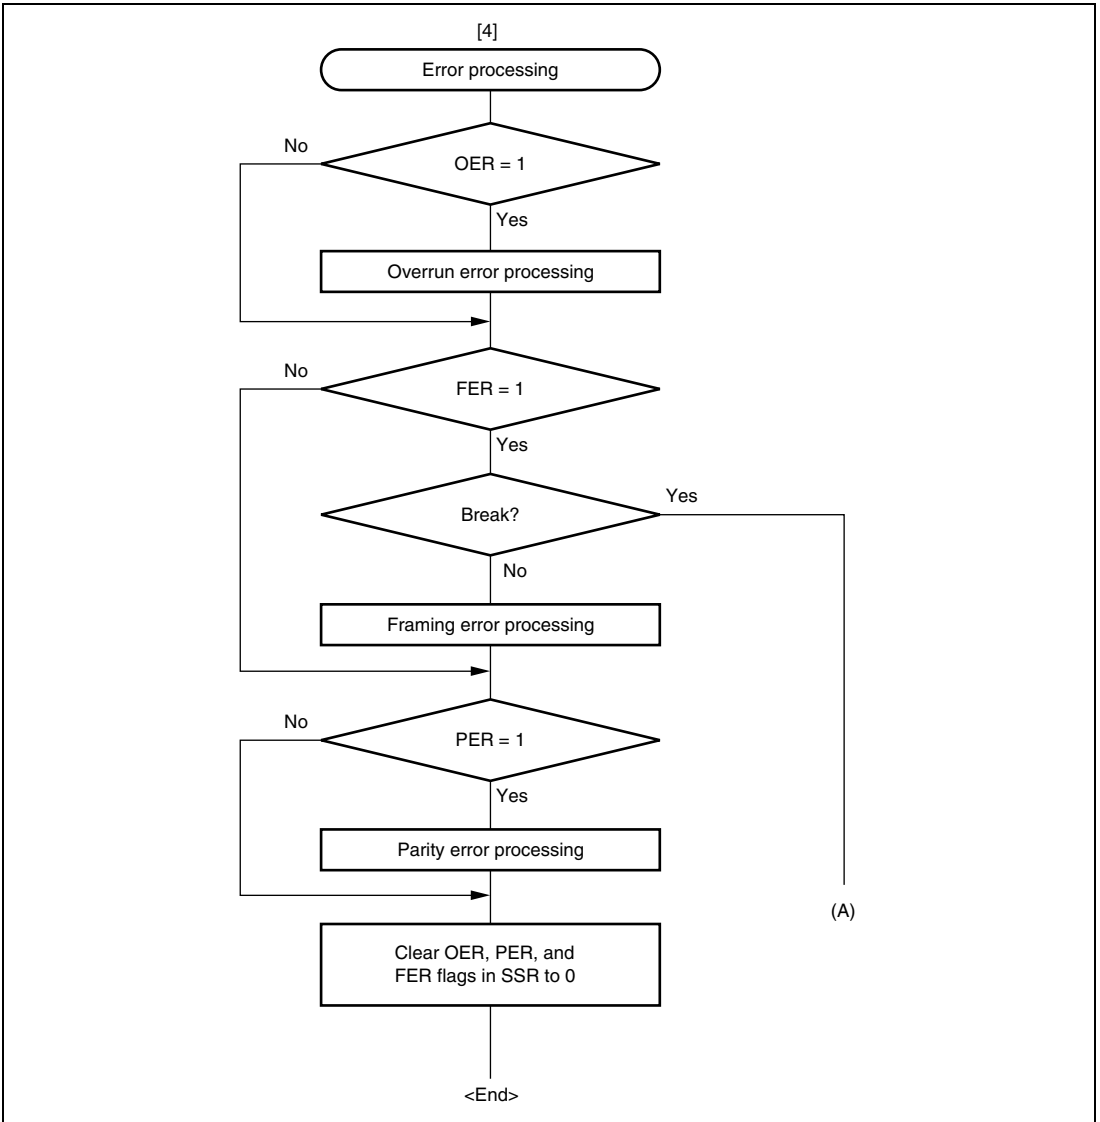 [4]
Error processing
No
OER = 1
Yes
Overrun error processing
No
FER = 1
Yes
Yes
Break?
No
Framing error processing
No
PER = 1
Yes
Parity error processing
(A)
Clear OER, PER, and
FER flags in SSR to 0
<End>